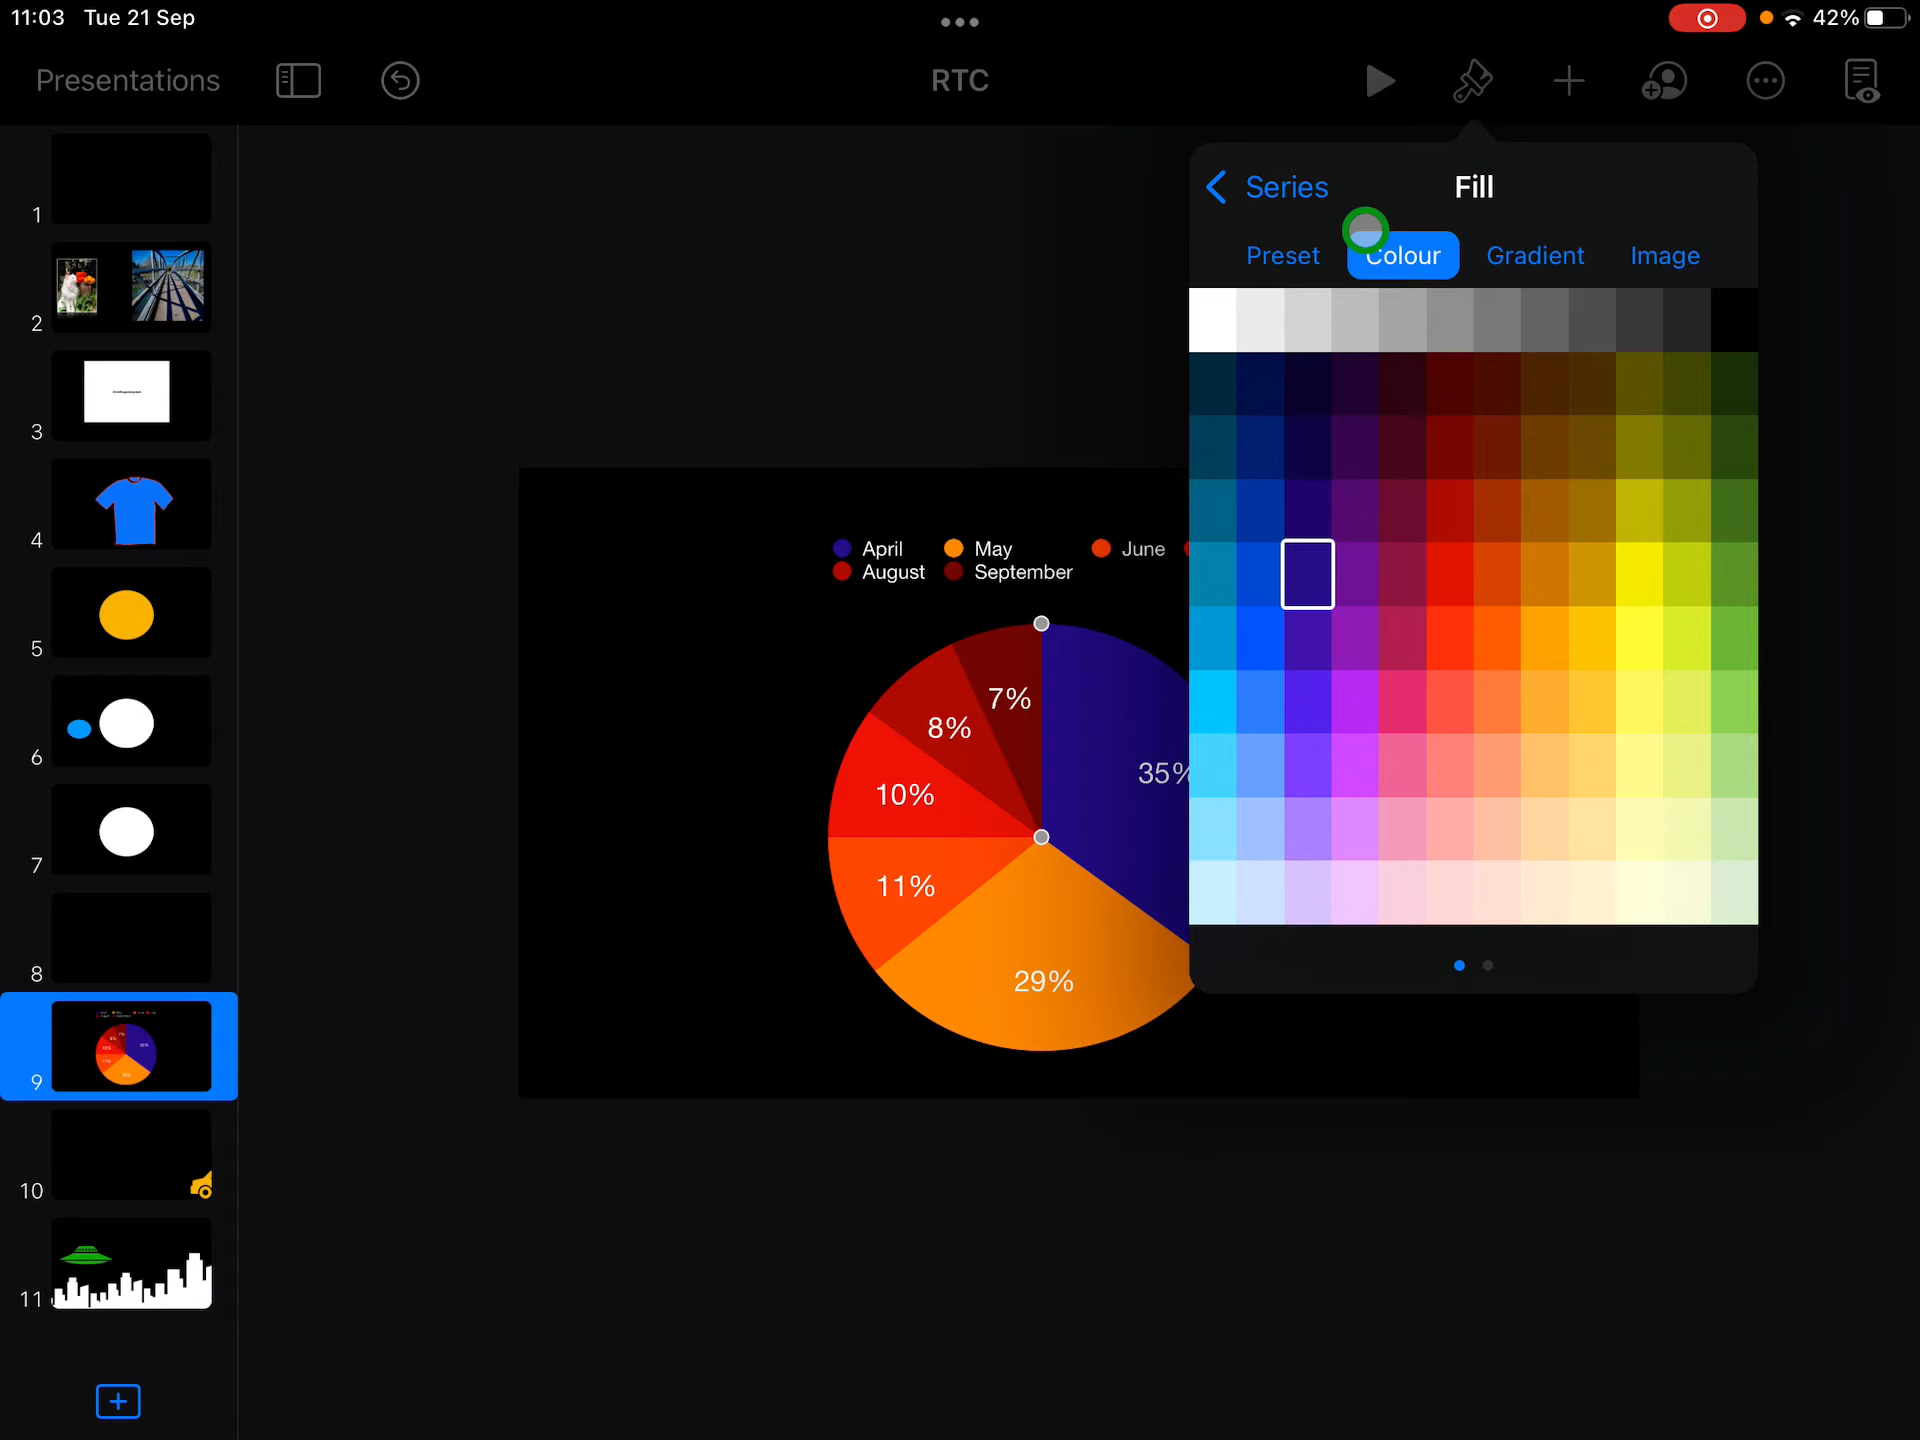 11:03 Tue 21 Sep
42%
Presentations
RTC
Series
Fill
Preset
Colour
Gradient
Image
1
2
3
4
5
6
7
8
9
10
11
April
May
June
August
September
7%
8%
35%
10%
11%
29%